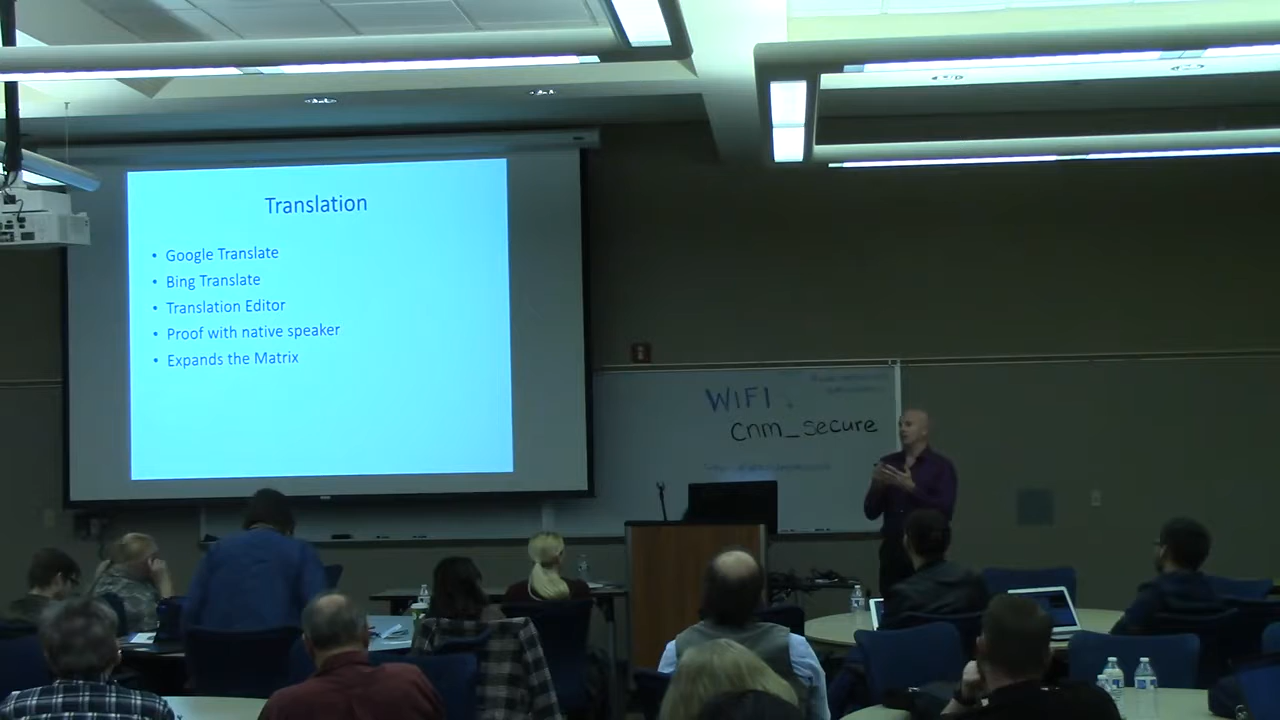 Translation
• Google Translate
• Bing Translate
• Translation Editor
• Proof with native speaker
• Expands the Matrix
WIFI
cnm_secure